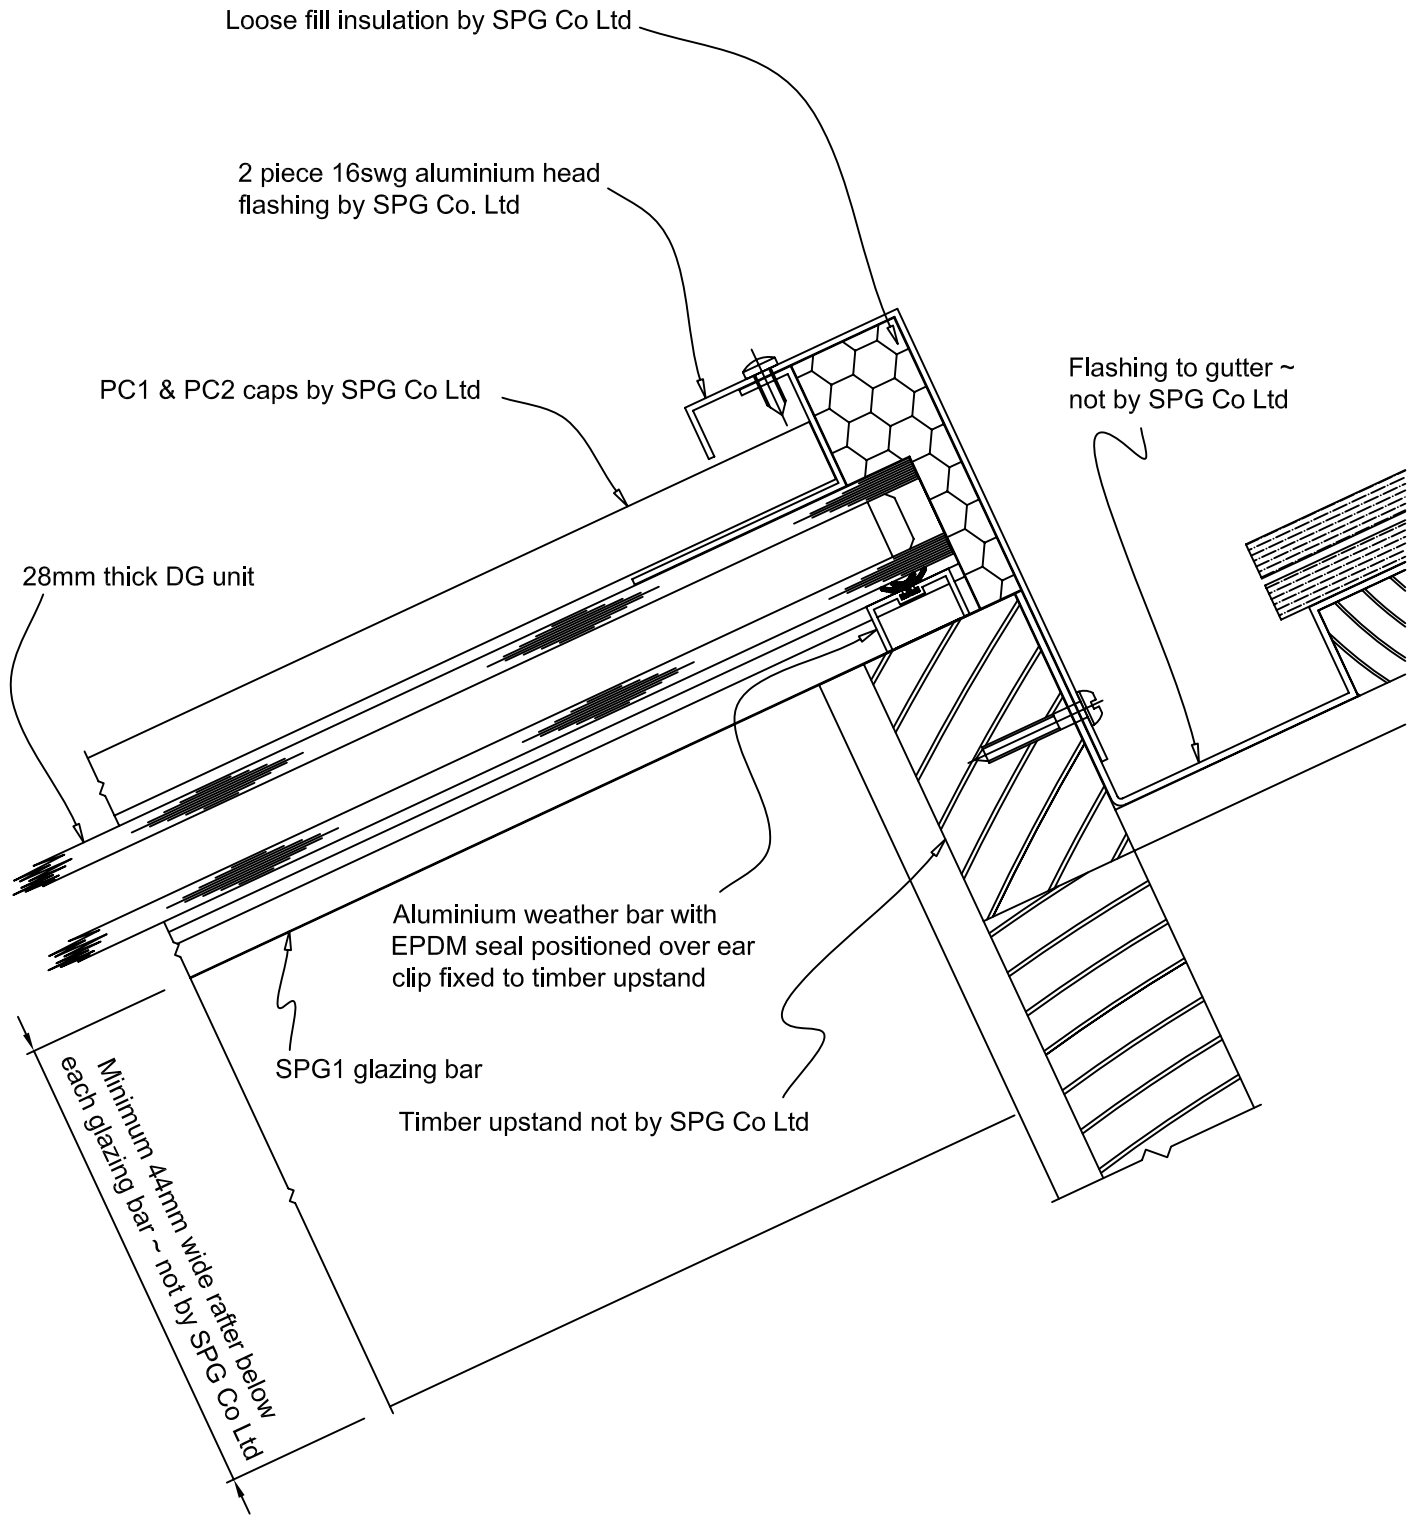 Loose fill insulation by SPG Co Ltd
2 piece 16swg aluminium head
flashing by SPG Co. Ltd
PC1 & PC2 caps by SPG Co Ltd
Flashing to gutter ~
not by SPG Co Ltd
28mm thick DG unit
Aluminium weather bar with
EPDM seal positioned over ear
clip fixed to timber upstand
SPG1 glazing bar
Timber upstand not by SPG Co Ltd
Minimum 44mm wide rafter below
each glazing bar ~ not by SPG Co Ltd